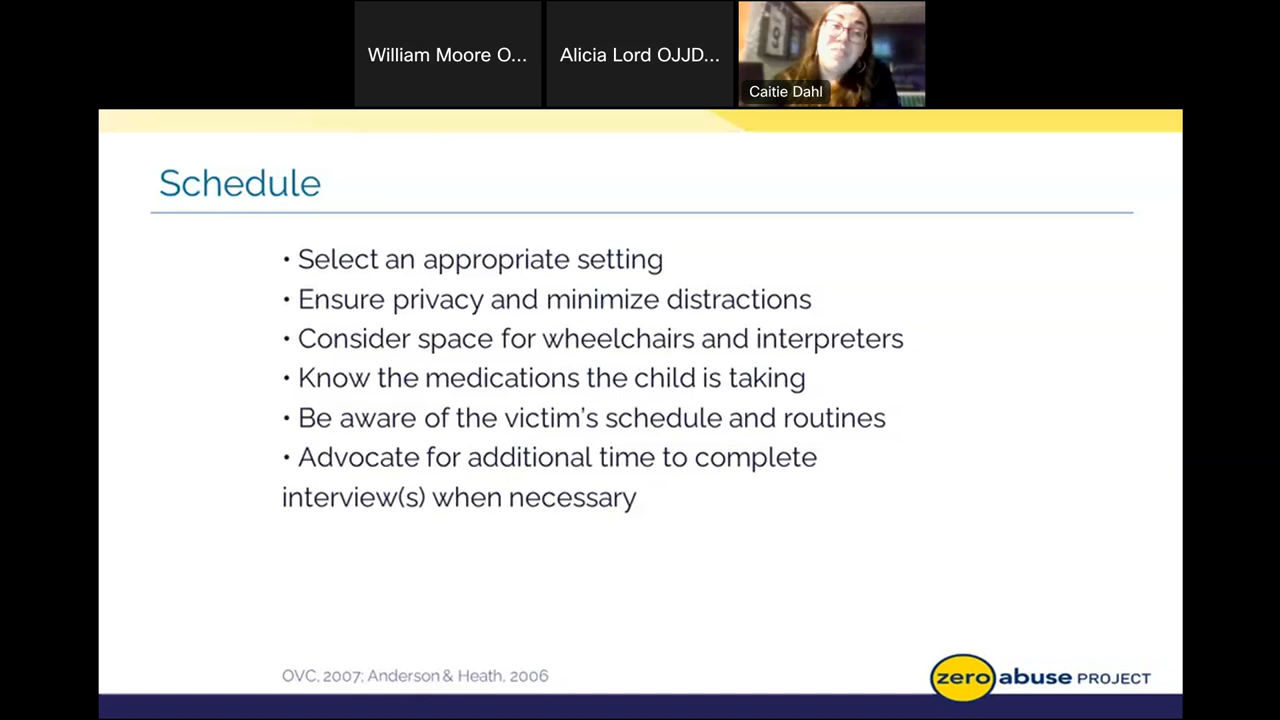 William Moore O...
Alicia Lord OJJD...
Caitie Dahl
Schedule
• Select an appropriate setting
• Ensure privacy and minimize distractions
• Consider space for wheelchairs and interpreters
• Know the medications the child is taking
• Be aware of the victim's schedule and routines
• Advocate for additional time to complete
interview(s) when necessary
OVC, 2007; Anderson & Heath, 2006
zero abuse PROJECT